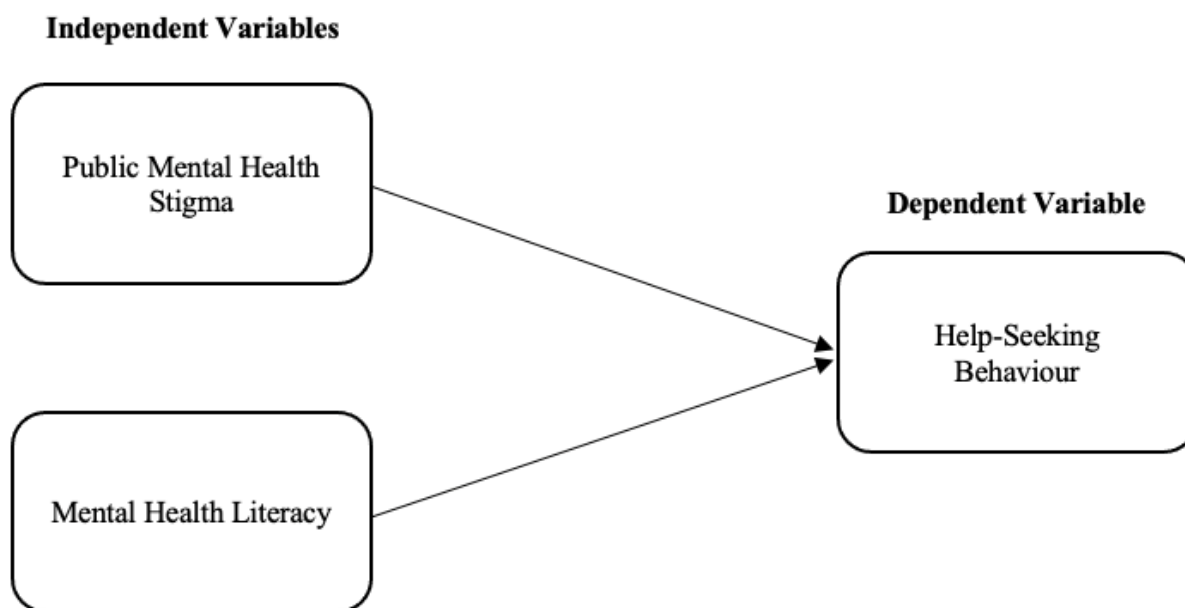 Independent Variables
Public Mental Health
Stigma
Dependent Variable
Help-Seeking
Behaviour
Mental Health Literacy